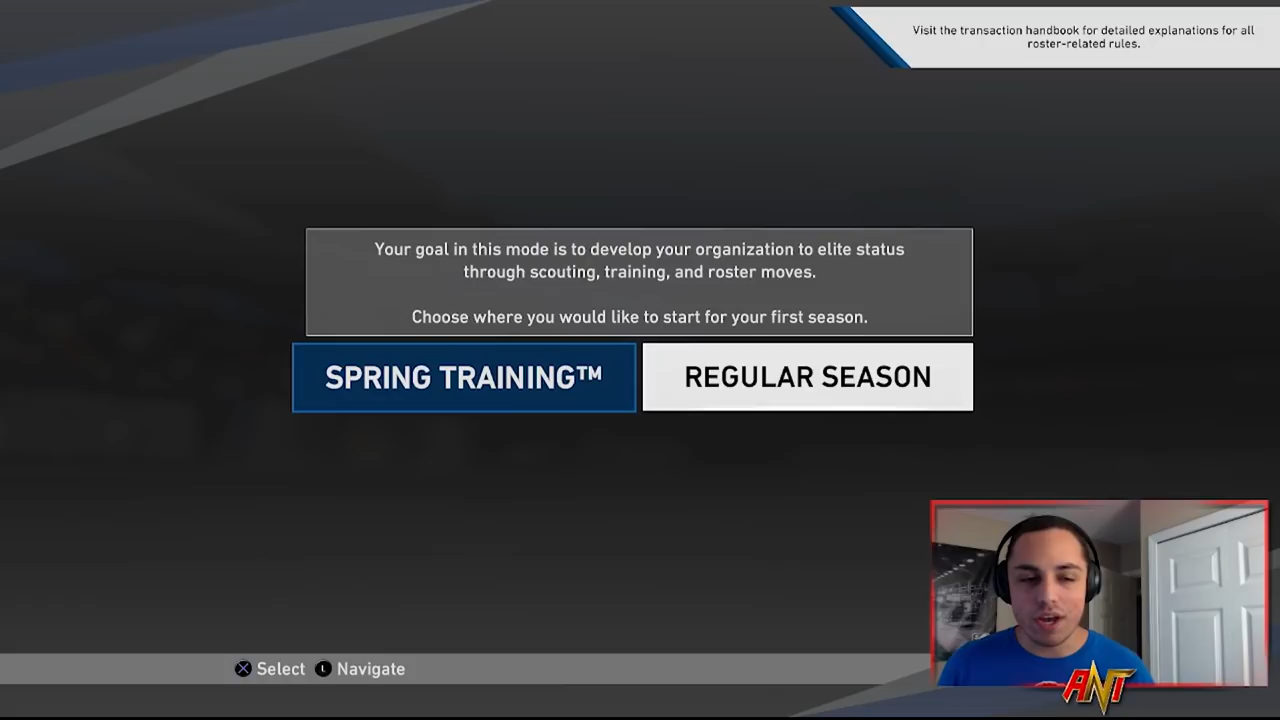 Visit the transaction handbook for detailed explanations for all
roster-related rules.
Your goal in this mode is to develop your organization to elite status
through scouting, training, and roster moves.
Choose where you would like to start for your first season.
SPRING TRAINING™
REGULAR SEASON
Select
L Navigate
ANT